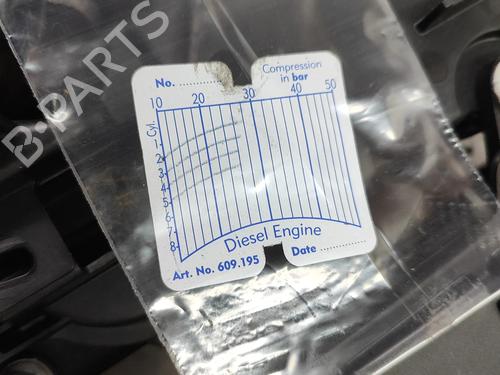 B-PARTS
No. ...............
Compression
in bar
10 20 30 40 50
Cyl.
1
2
3
4
5
6
7
8
Diesel Engine
Art. No. 609.195
Date ...............